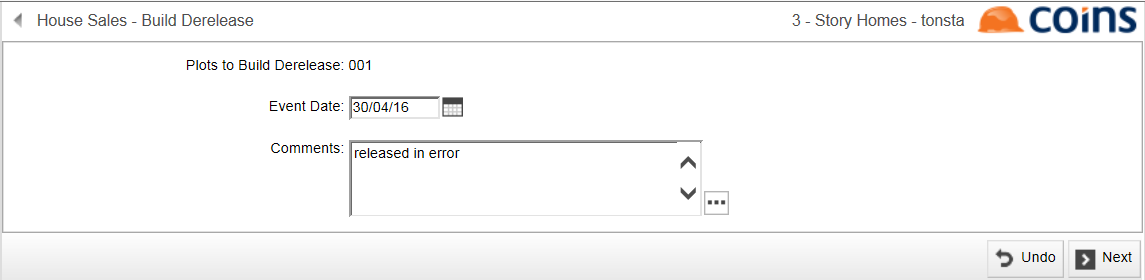 House Sales - Build Derelease
3 - Story Homes - tonsta
coins
Plots to Build Derelease: 001
Event Date: 30/04/16
Comments: released in error
Undo
Next